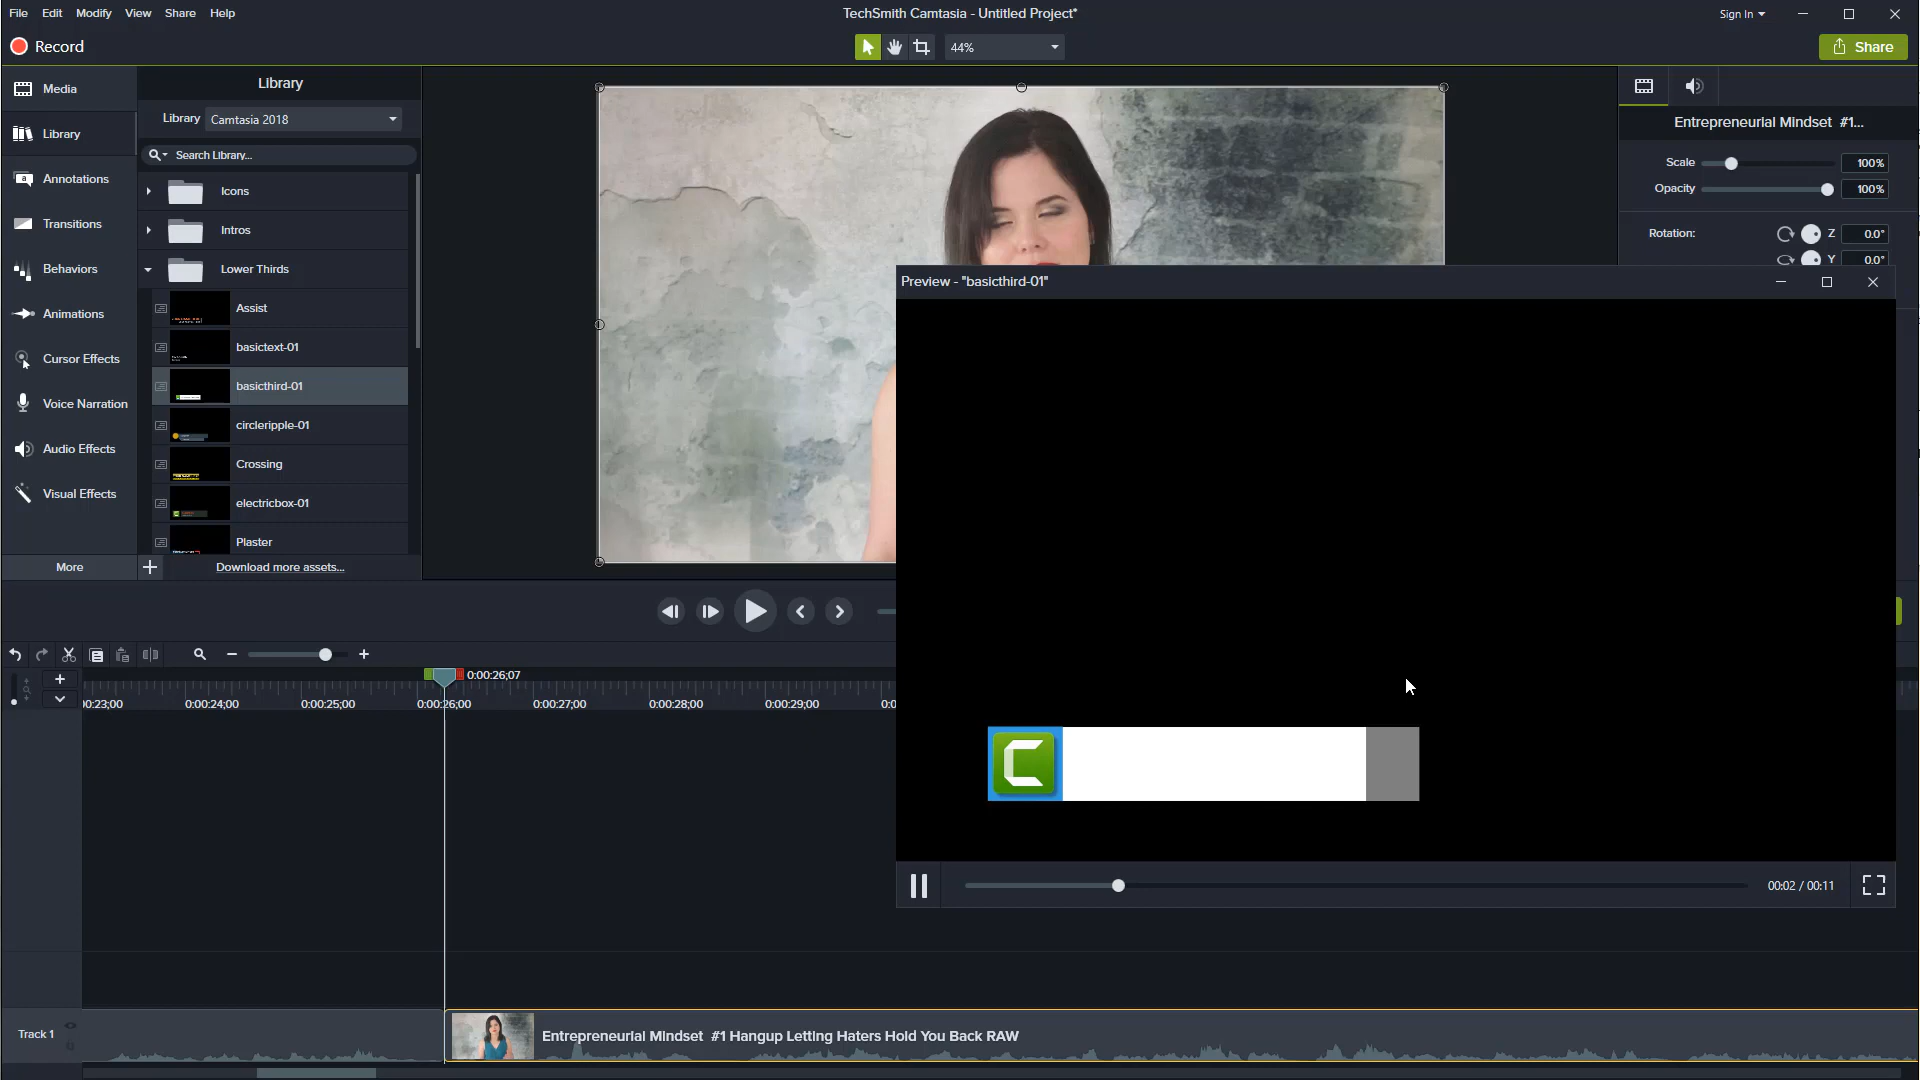 File Edit Modify View Share Help
TechSmith Camtasia - Untitled Project*
Sign In
Record
44%
Share
Media
Library
Annotations
Transitions
Behaviors
Animations
Cursor Effects
Voice Narration
Audio Effects
Visual Effects
More
Library
Library Camtasia 2018
Search Library...
Icons
Intros
Lower Thirds
Assist
basictext-01
basicthird-01
circleripple-01
Crossing
electricbox-01
Plaster
Download more assets...
Entrepreneurial Mindset #1...
Scale 100%
Opacity 100%
Rotation: Z 0.0°
Y 0.0°
Preview - "basicthird-01"
00:02 / 00:11
0:00:26;07
0:00:24;00 0:00:25;00 0:00:26;00 0:00:27;00 0:00:28;00 0:00:29;00
Track 1
Entrepreneurial Mindset #1 Hangup Letting Haters Hold You Back RAW